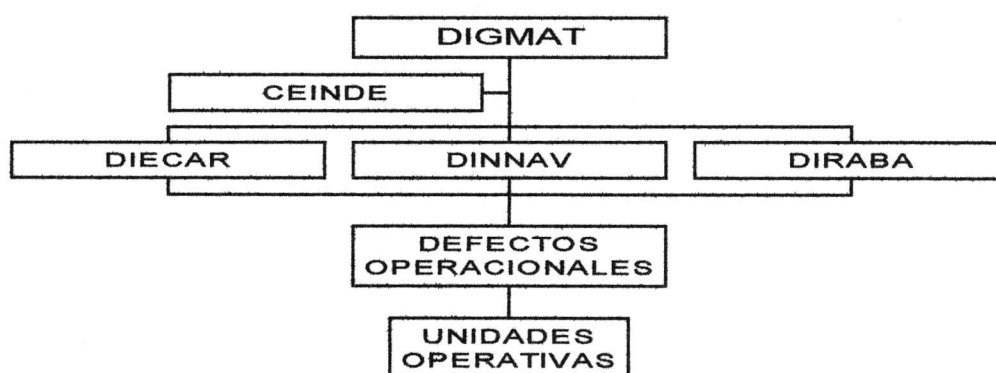 DIGMAT
CEINDE
DIECAR
DINNAV
DIRABA
DEFECTOS
OPERACIONALES
UNIDADES
OPERATIVAS